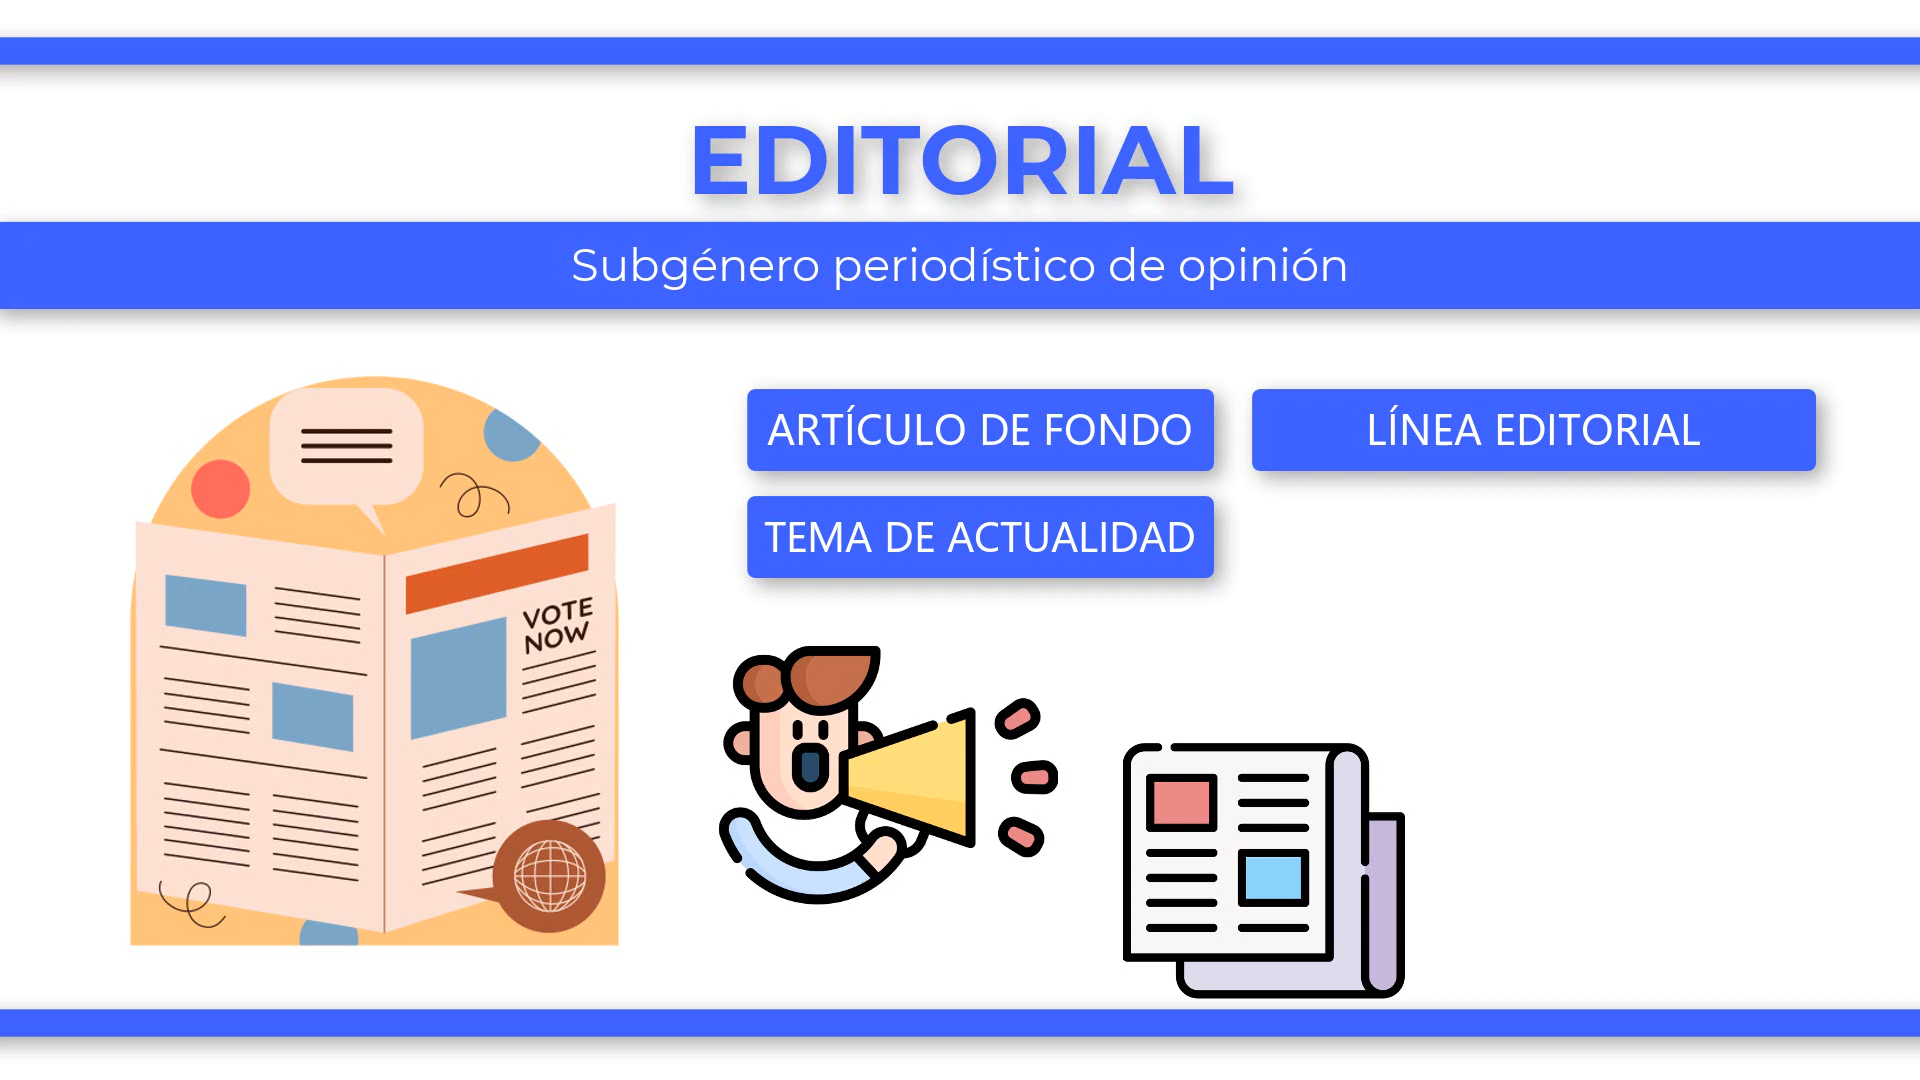 EDITORIAL
Subgénero periodístico de opinión
ARTÍCULO DE FONDO
LÍNEA EDITORIAL
TEMA DE ACTUALIDAD
VOTE
NOW